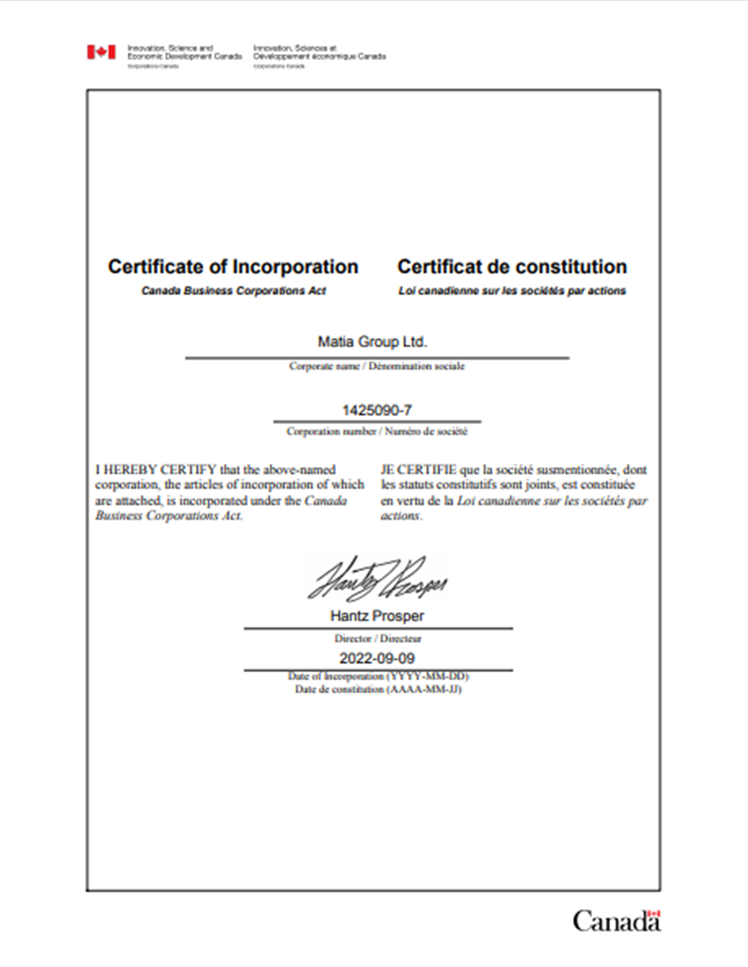 Innovation, Science and
Economic Development Canada
Corporations Canada
Innovation, Sciences et
Développement économique Canada
Corporations Canada
Certificate of Incorporation
Canada Business Corporations Act
Certificat de constitution
Loi canadienne sur les sociétés par actions
Matia Group Ltd.
Corporate name / Dénomination sociale
1425090-7
Corporation number / Numéro de société
I HEREBY CERTIFY that the above-named
corporation, the articles of incorporation of which
are attached, is incorporated under the Canada
Business Corporations Act.
JE CERTIFIE que la société susmentionnée, dont
les statuts constitutifs sont joints, est constituée
en vertu de la Loi canadienne sur les sociétés par
actions.
Hantz Prosper
Hantz Prosper
Director / Directeur
2022-09-09
Date of Incorporation (YYYY-MM-DD)
Date de constitution (AAAA-MM-JJ)
Canada